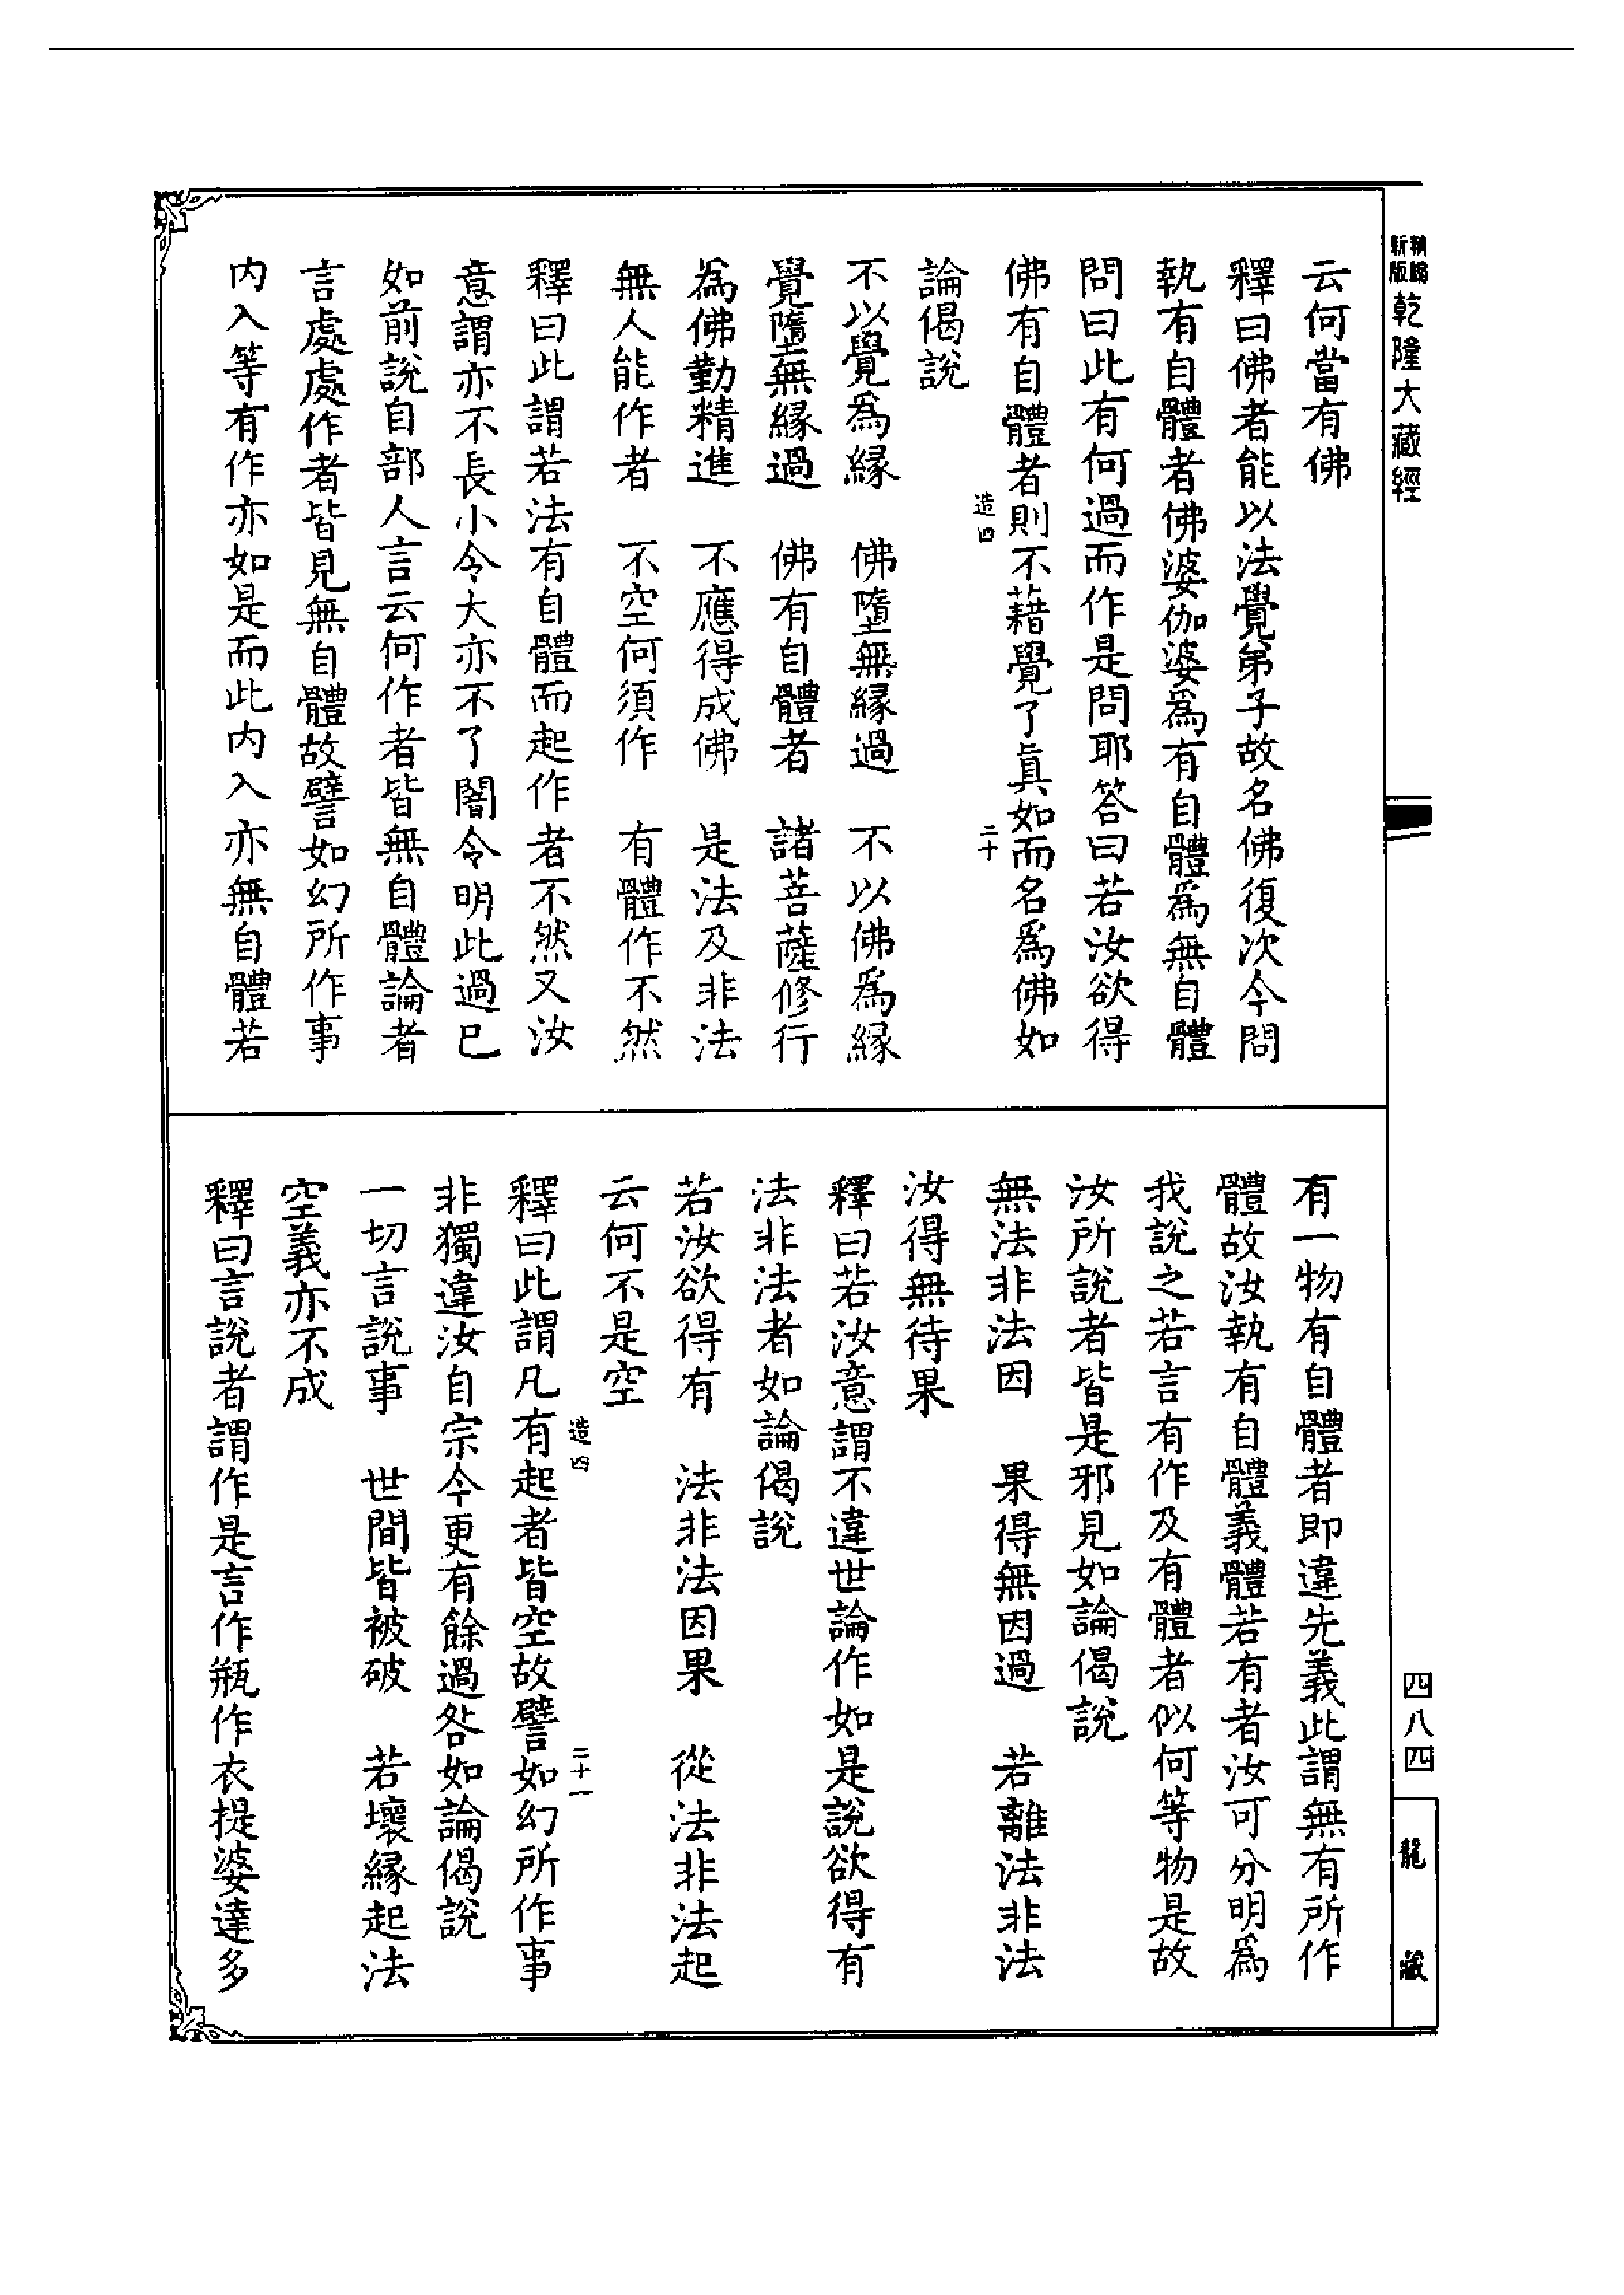 新版
精縮
乾隆大藏經
云何當有佛
釋曰佛者能以法覺弟子故名佛復次今問
執有自體者佛婆伽婆為有自體為無自體
問曰此有何過而作是問耶答曰若汝欲得
佛有自體者則不藉覺了真如而名為佛如
造四 二十
論偈說
不以覺為緣 佛墮無緣過 不以佛為緣
覺墮無緣過 佛有自體者 諸菩薩修行
為佛勤精進 不應得成佛 是法及非法
無人能作者 不空何須作 有體作不然
釋曰此謂若法有自體而起作者不然又汝
意謂亦不長小令大亦不了闇令明此過已
如前說自部人言云何作者皆無自體論者
言處處作者皆見無自體故譬如幻所作事
內入等有作亦如是而此內入亦無自體若
有一物有自體者即違先義此謂無有所作
體故汝執有自體義體若有者汝可分明為
我說之若言有作及有體者似何等物是故
汝所說者皆是邪見如論偈說
無法非法因 果得無因過 若離法非法
汝得無待果
釋曰若汝意謂不違世論作如是說欲得有
法非法者如論偈說
若汝欲得有 法非法因果 從法非法起
云何不是空
造四 二十一
釋曰此謂凡有起者皆空故譬如幻所作事
非獨違汝自宗今更有餘過咎如論偈說
一切言說事 世間皆被破 若壞緣起法
空義亦不成
釋曰言說者謂作是言作瓶作衣提婆達多
四八四
龍藏